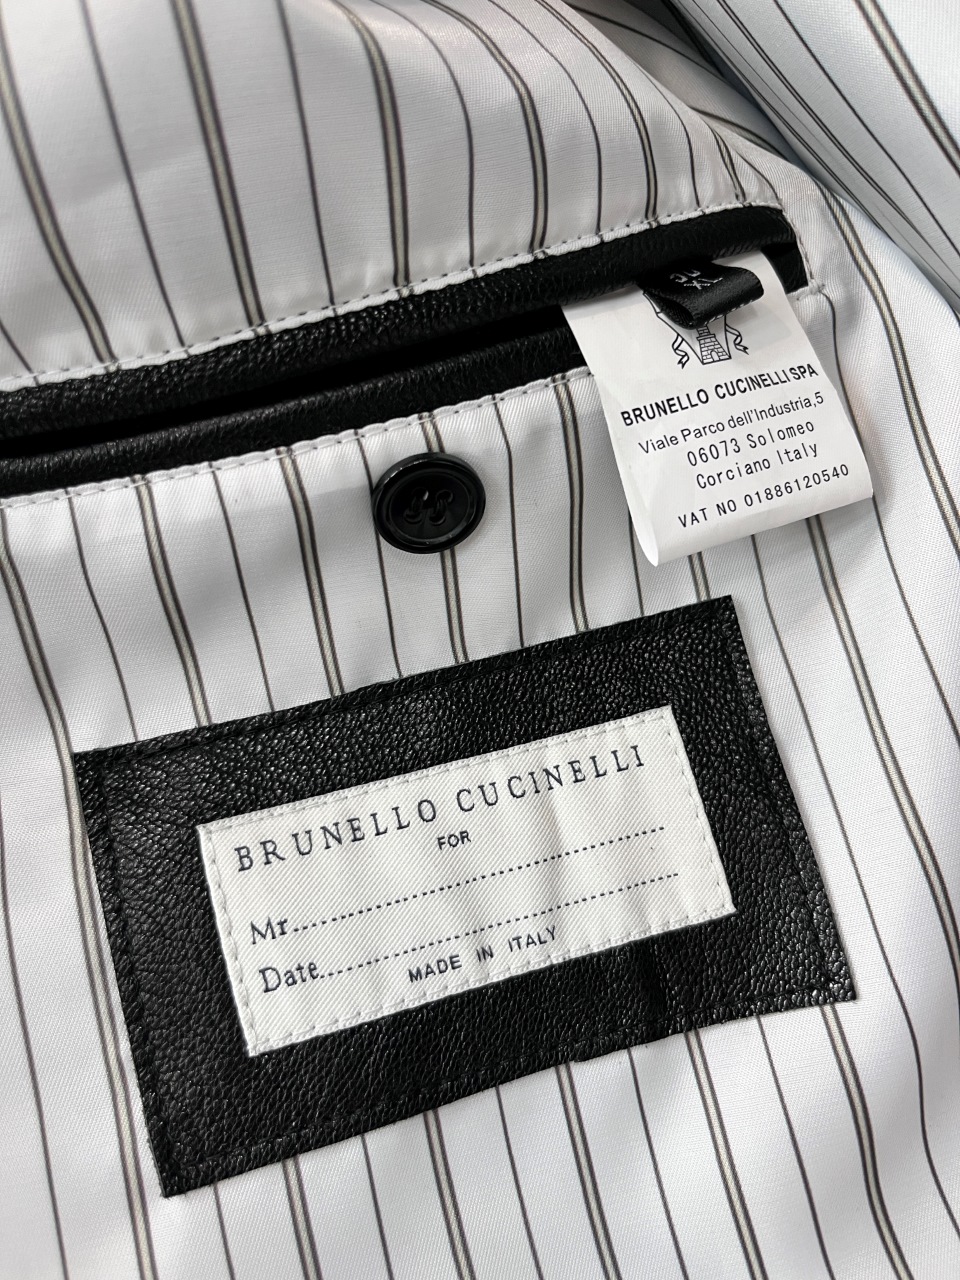 BRUNELLO CUCINELLI SPA
Viale Parco dell'Industria,5
06073 Solomeo
Corciano Italy
VAT NO 01886120540
BRUNELLO CUCINELLI
FOR
Mr.
Date
MADE IN ITALY